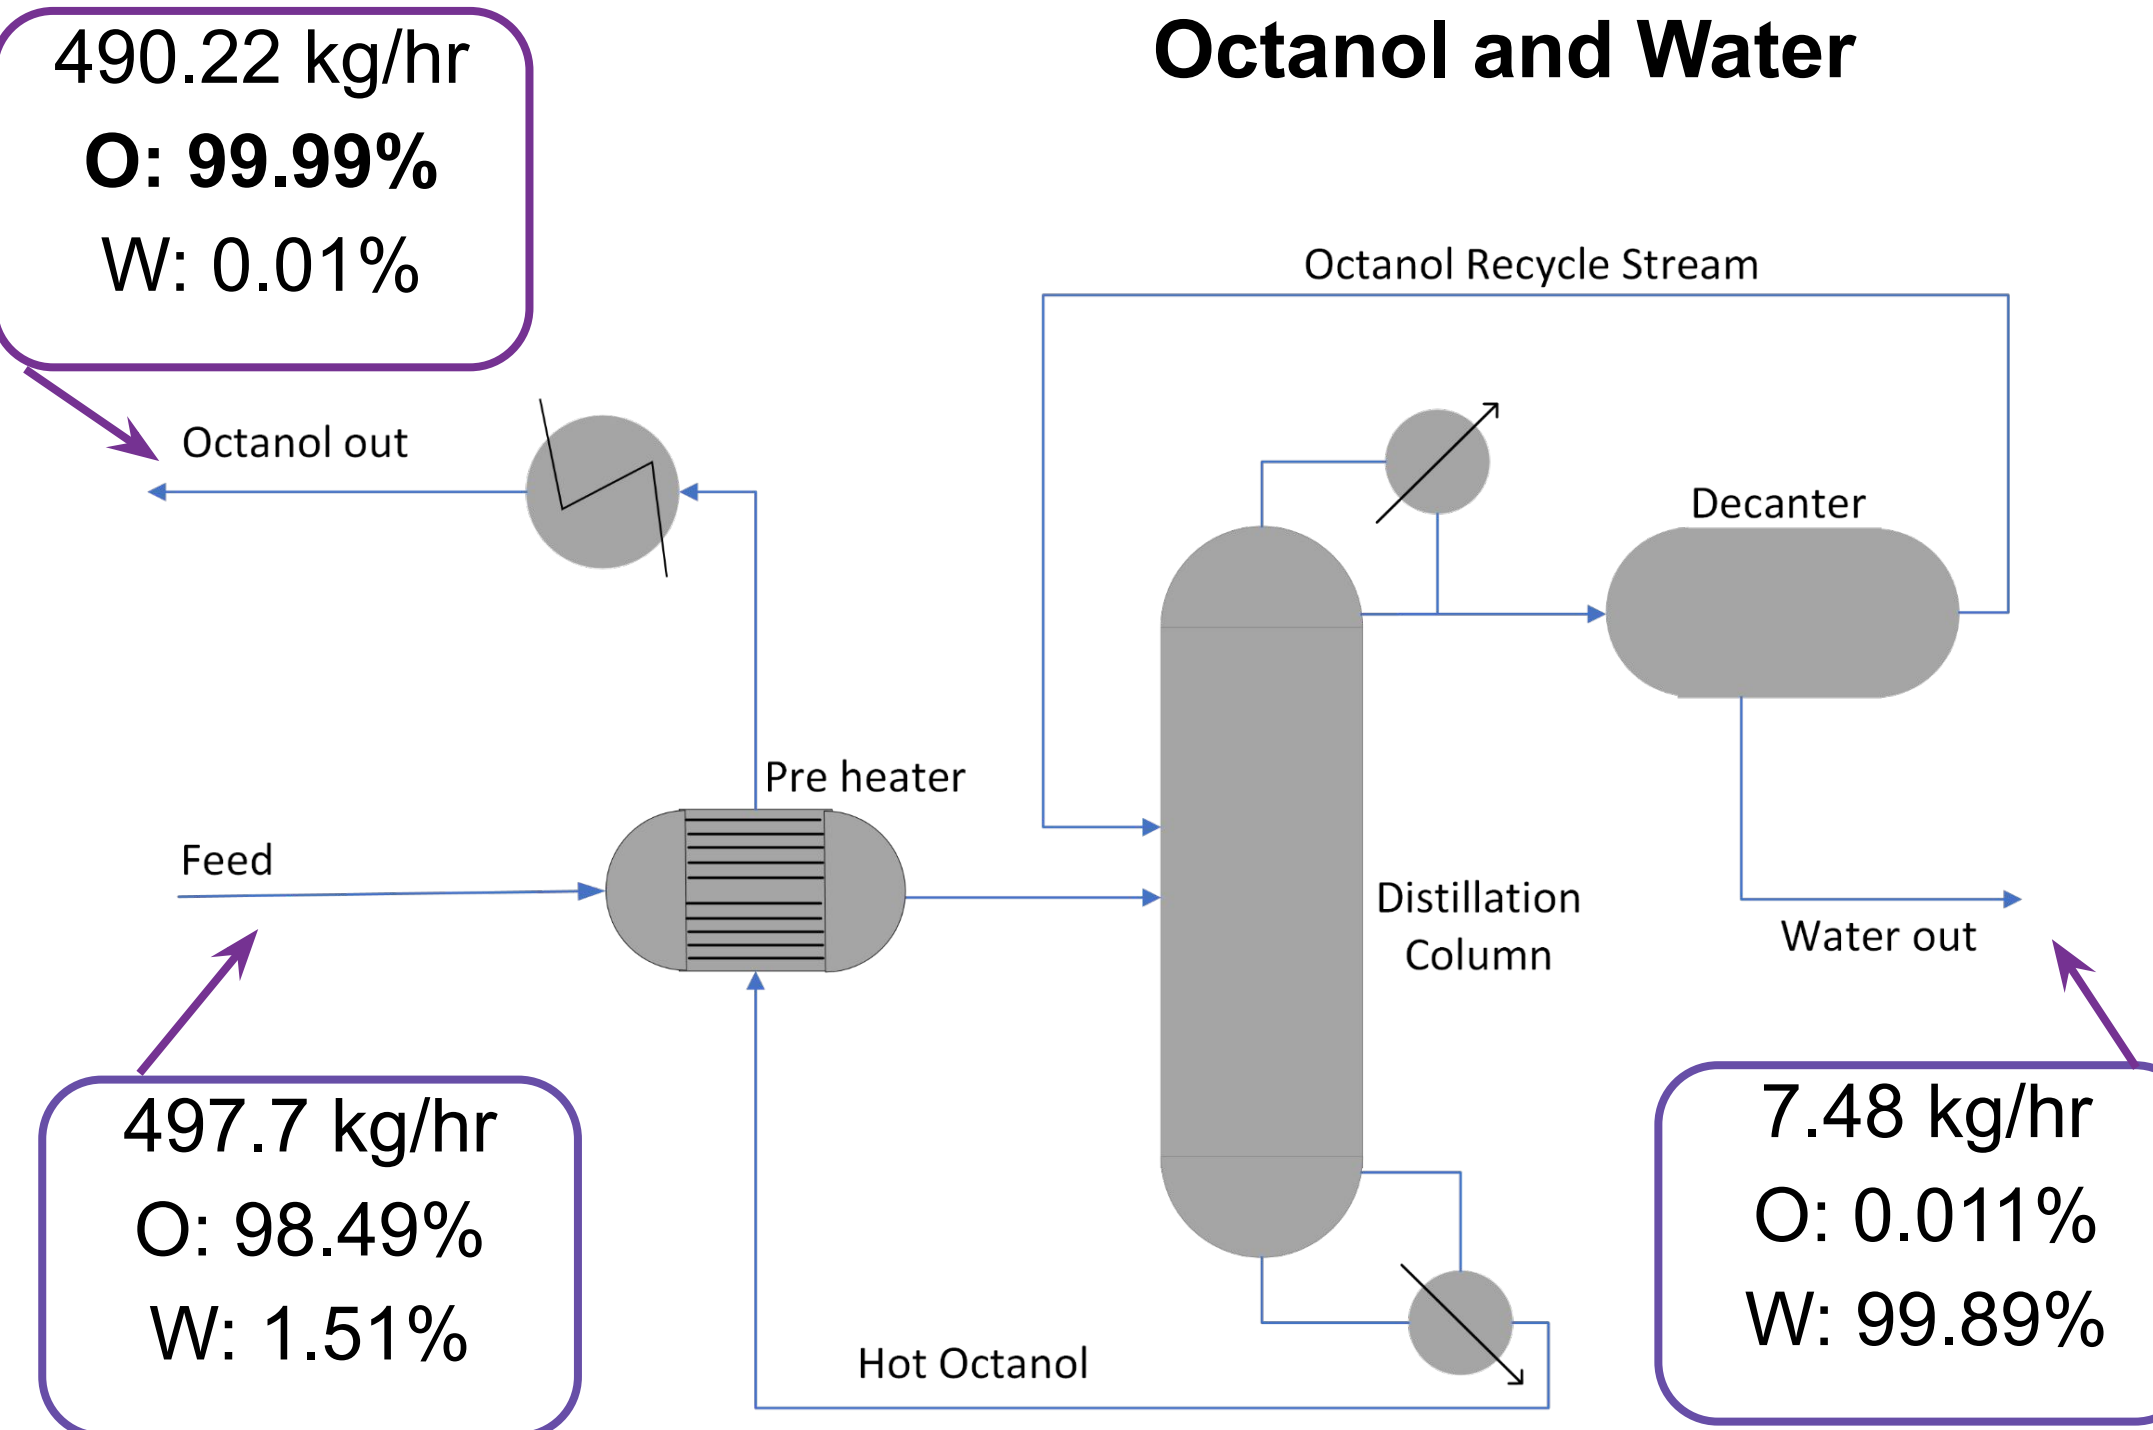 Octanol and Water
490.22 kg/hr
O: 99.99%
W: 0.01%
Octanol Recycle Stream
Octanol out
Decanter
Pre heater
Feed
Distillation
Column
Water out
497.7 kg/hr
O: 98.49%
W: 1.51%
7.48 kg/hr
O: 0.011%
W: 99.89%
Hot Octanol